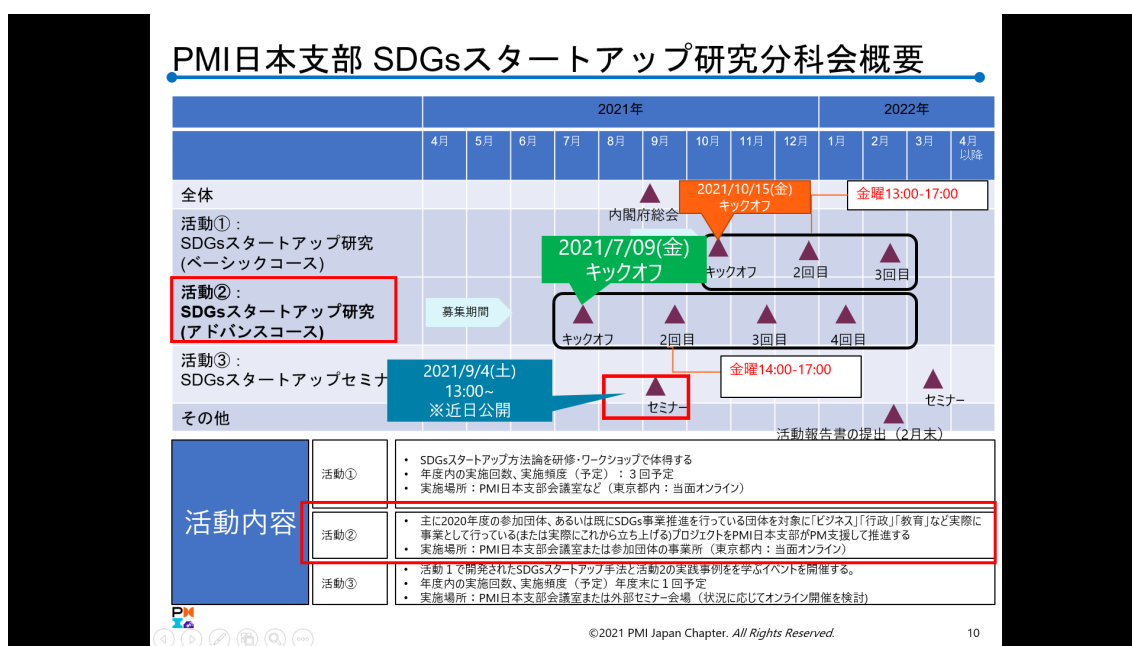 PMI日本支部 SDGsスタートアップ研究分科会概要
2021年
2022年
4月
5月
6月
7月
8月
9月
10月
11月
12月
1月
2月
3月
4月
以降
全体
内閣府総会
2021/10/15(金)
キックオフ
金曜13:00-17:00
活動①：
SDGsスタートアップ研究
(ベーシックコース)
キックオフ
2回目
3回目
2021/7/09(金)
キックオフ
活動②：
SDGsスタートアップ研究
(アドバンスコース)
募集期間
キックオフ
2回目
3回目
4回目
金曜14:00-17:00
活動③：
SDGsスタートアップセミナ
2021/9/4(土)
13:00~
※近日公開
セミナー
セミナー
その他
活動報告書の提出（2月末）
活動内容
活動①
• SDGsスタートアップ方法論を研修・ワークショップで体得する
• 年度内の実施回数、実施頻度（予定）：３回予定
• 実施場所：PMI日本支部会議室など（東京都内：当面オンライン）
活動②
• 主に2020年度の参加団体、あるいは既にSDGs事業推進を行っている団体を対象に「ビジネス」「行政」「教育」など実際に
事業として行っている(または実際にこれから立ち上げる)プロジェクトをPMI日本支部がPM支援して推進する
• 実施場所：PMI日本支部会議室または参加団体の事業所（東京都内：当面オンライン）
活動③
• 活動１で開発されたSDGsスタートアップ手法と活動2の実践事例をを学ぶイベントを開催する。
• 年度内の実施回数、実施頻度（予定）年度末に１回予定
• 実施場所：PMI日本支部会議室または外部セミナー会場（状況に応じてオンライン開催を検討)
PMI
©2021 PMI Japan Chapter. All Rights Reserved.
10